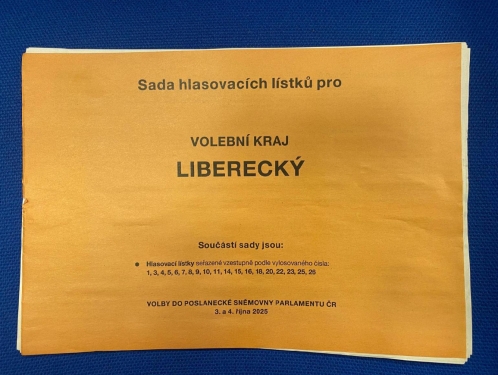 Sada hlasovacích lístků pro
VOLEBNÍ KRAJ
LIBERECKÝ
Součástí sady jsou:
● Hlasovací lístky seřazené vzestupně podle vylosovaného čísla:
1, 3, 4, 5, 6, 7, 8, 9, 10, 11, 14, 15, 16, 18, 20, 22, 23, 25, 26
VOLBY DO POSLANECKÉ SNĚMOVNY PARLAMENTU ČR
3. a 4. října 2025